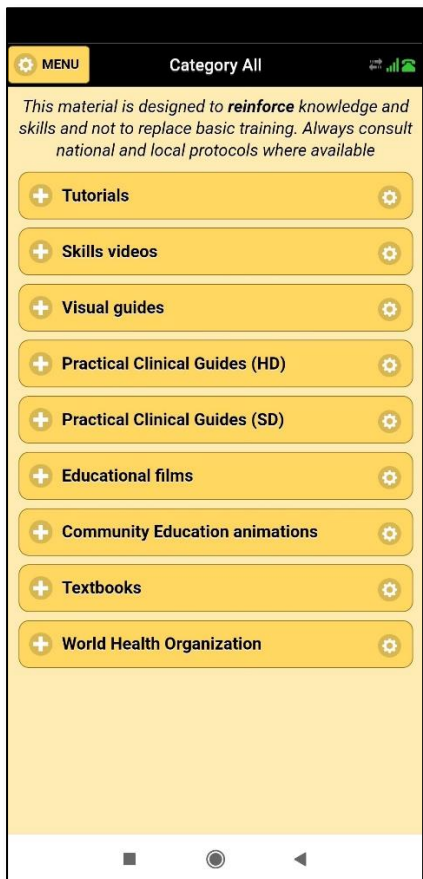 MENU
Category All
This material is designed to reinforce knowledge and
skills and not to replace basic training. Always consult
national and local protocols where available
Tutorials
Skills videos
Visual guides
Practical Clinical Guides (HD)
Practical Clinical Guides (SD)
Educational films
Community Education animations
Textbooks
World Health Organization